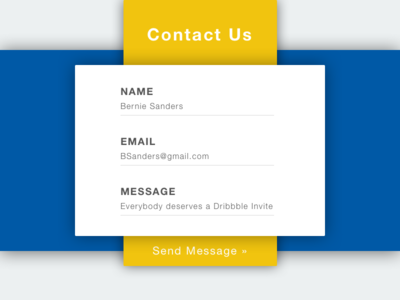 Contact Us
NAME
Bernie Sanders
EMAIL
BSanders@gmail.com
MESSAGE
Everybody deserves a Dribbble Invite
Send Message »